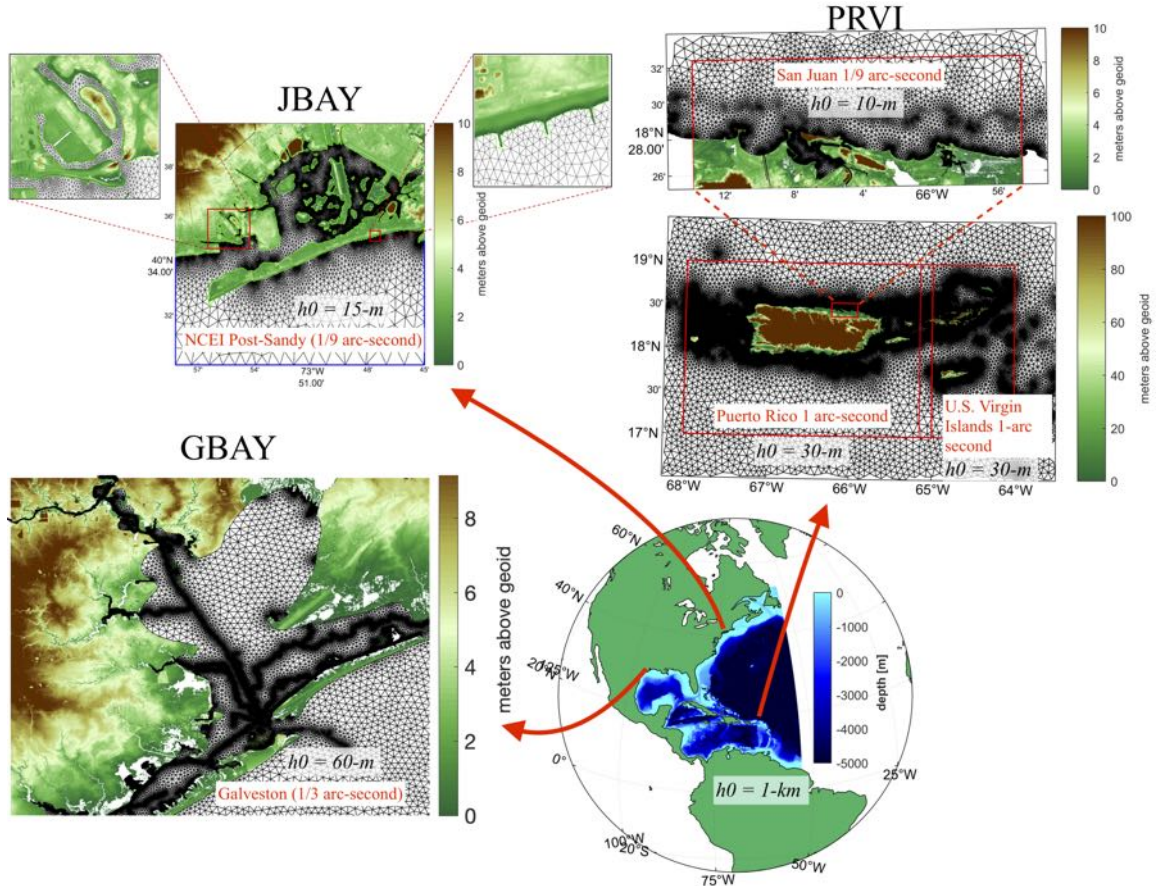 PRVI
JBAY
San Juan 1/9 arc-second
h0 = 10-m
32'
30'
18°N
28.00'
26'
12'
8'
4'
66°W
56'
10
8
6
4
2
0
meters above geoid
38'
36'
40°N
34.00'
32'
57'
54'
73°W
51.00'
48'
45'
h0 = 15-m
NCEI Post-Sandy (1/9 arc-second)
10
8
6
4
2
0
meters above geoid
19°N
30'
18°N
30'
17°N
68°W
67°W
66°W
65°W
64°W
Puerto Rico 1 arc-second
h0 = 30-m
U.S. Virgin
Islands 1-arc
second
h0 = 30-m
100
80
60
40
20
0
meters above geoid
GBAY
h0 = 60-m
Galveston (1/3 arc-second)
8
6
4
2
0
meters above geoid
60°N
40°N
20°N
125°W
0°
100°W
20°S
75°W
50°W
25°W
0
-1000
-2000
-3000
-4000
-5000
depth [m]
h0 = 1-km